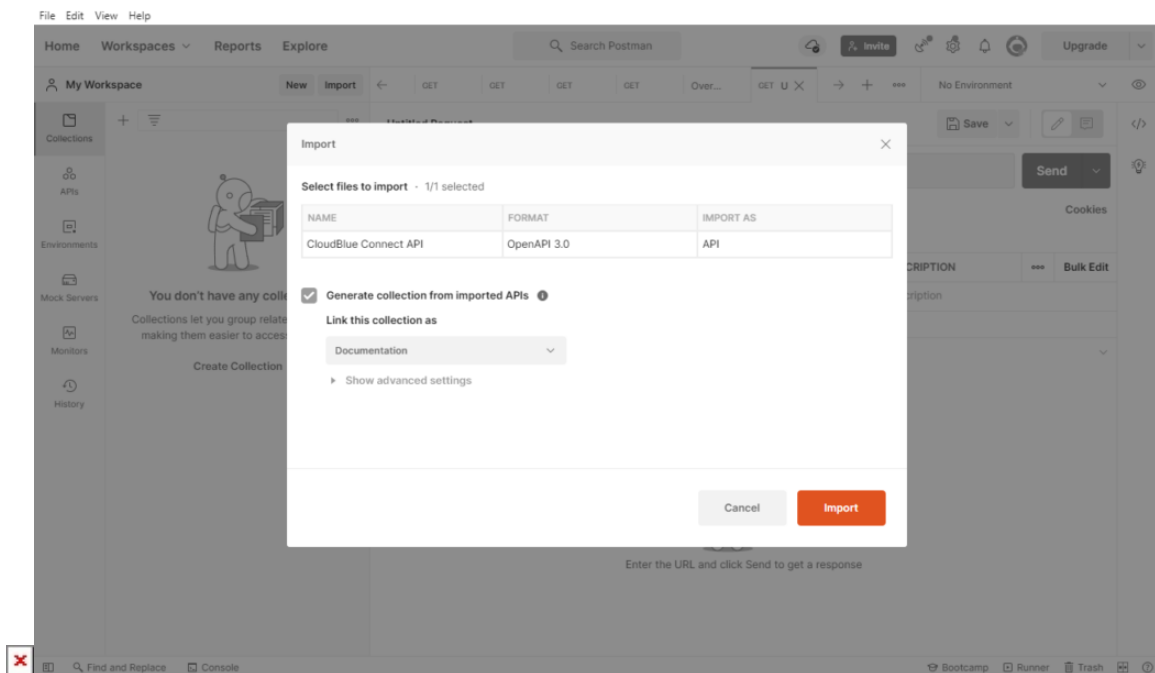 File Edit View Help
Home Workspaces Reports Explore Search Postman Invite Upgrade
My Workspace New Import GET GET GET GET Over... GET U No Environment
Collections
Save
Import
APIs
Select files to import · 1/1 selected
Send
NAME FORMAT IMPORT AS
Cookies
CloudBlue Connect API OpenAPI 3.0 API
Environments
CRIPTION Bulk Edit
Mock Servers You don't have any colle
Generate collection from imported APIs
cription
Collections let you group relate
Link this collection as
making them easier to acces
Monitors
Documentation
Create Collection
Show advanced settings
History
Cancel Import
Enter the URL and click Send to get a response
Find and Replace Console Bootcamp Runner Trash